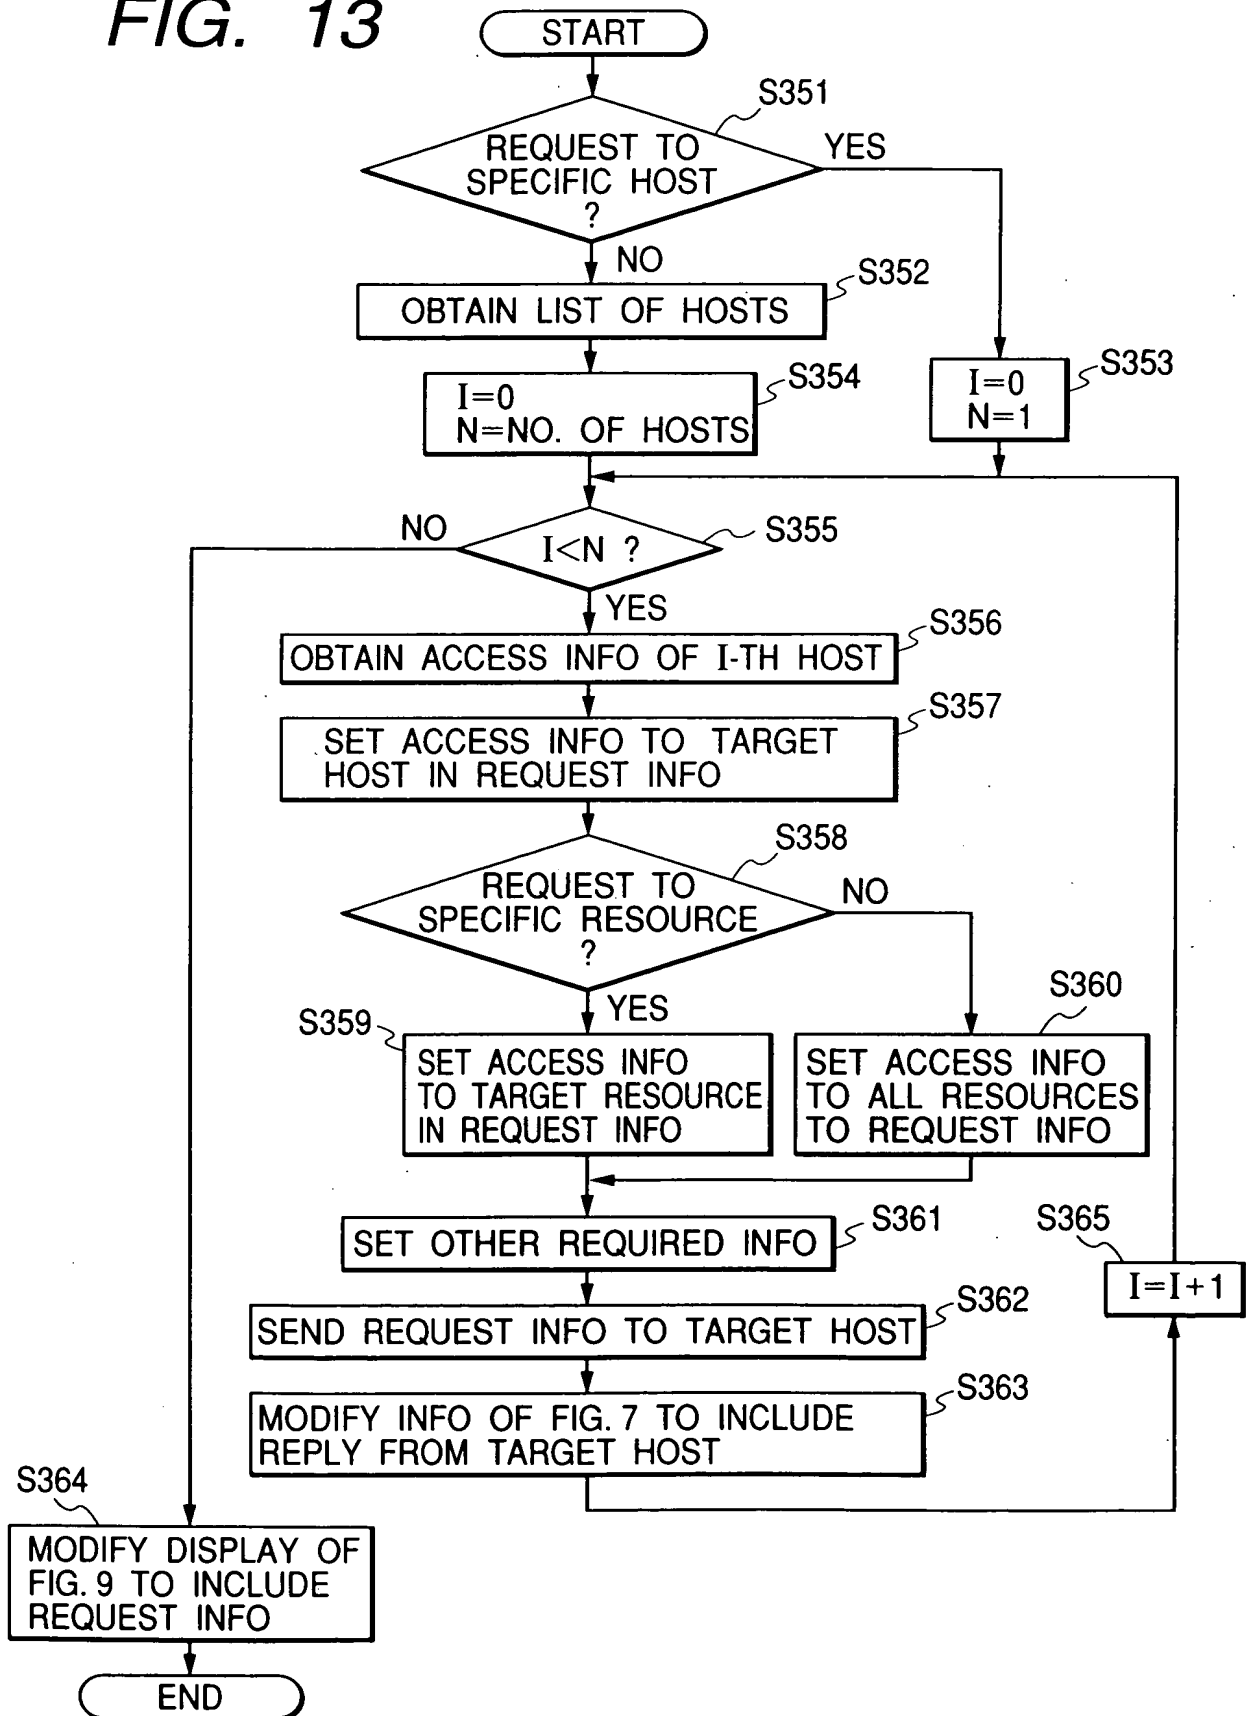 FIG. 13
START
S351
REQUEST TO
SPECIFIC HOST
?
YES
NO
S352
OBTAIN LIST OF HOSTS
S354
I=0
N=NO. OF HOSTS
S353
I=0
N=1
NO
I<N ?
S355
YES
S356
OBTAIN ACCESS INFO OF I-TH HOST
S357
SET ACCESS INFO TO TARGET
HOST IN REQUEST INFO
S358
REQUEST TO
SPECIFIC RESOURCE
?
NO
YES
S359
SET ACCESS INFO
TO TARGET RESOURCE
IN REQUEST INFO
S360
SET ACCESS INFO
TO ALL RESOURCES
TO REQUEST INFO
S361
SET OTHER REQUIRED INFO
S365
I=I+1
S362
SEND REQUEST INFO TO TARGET HOST
S363
MODIFY INFO OF FIG. 7 TO INCLUDE
REPLY FROM TARGET HOST
S364
MODIFY DISPLAY OF
FIG. 9 TO INCLUDE
REQUEST INFO
END